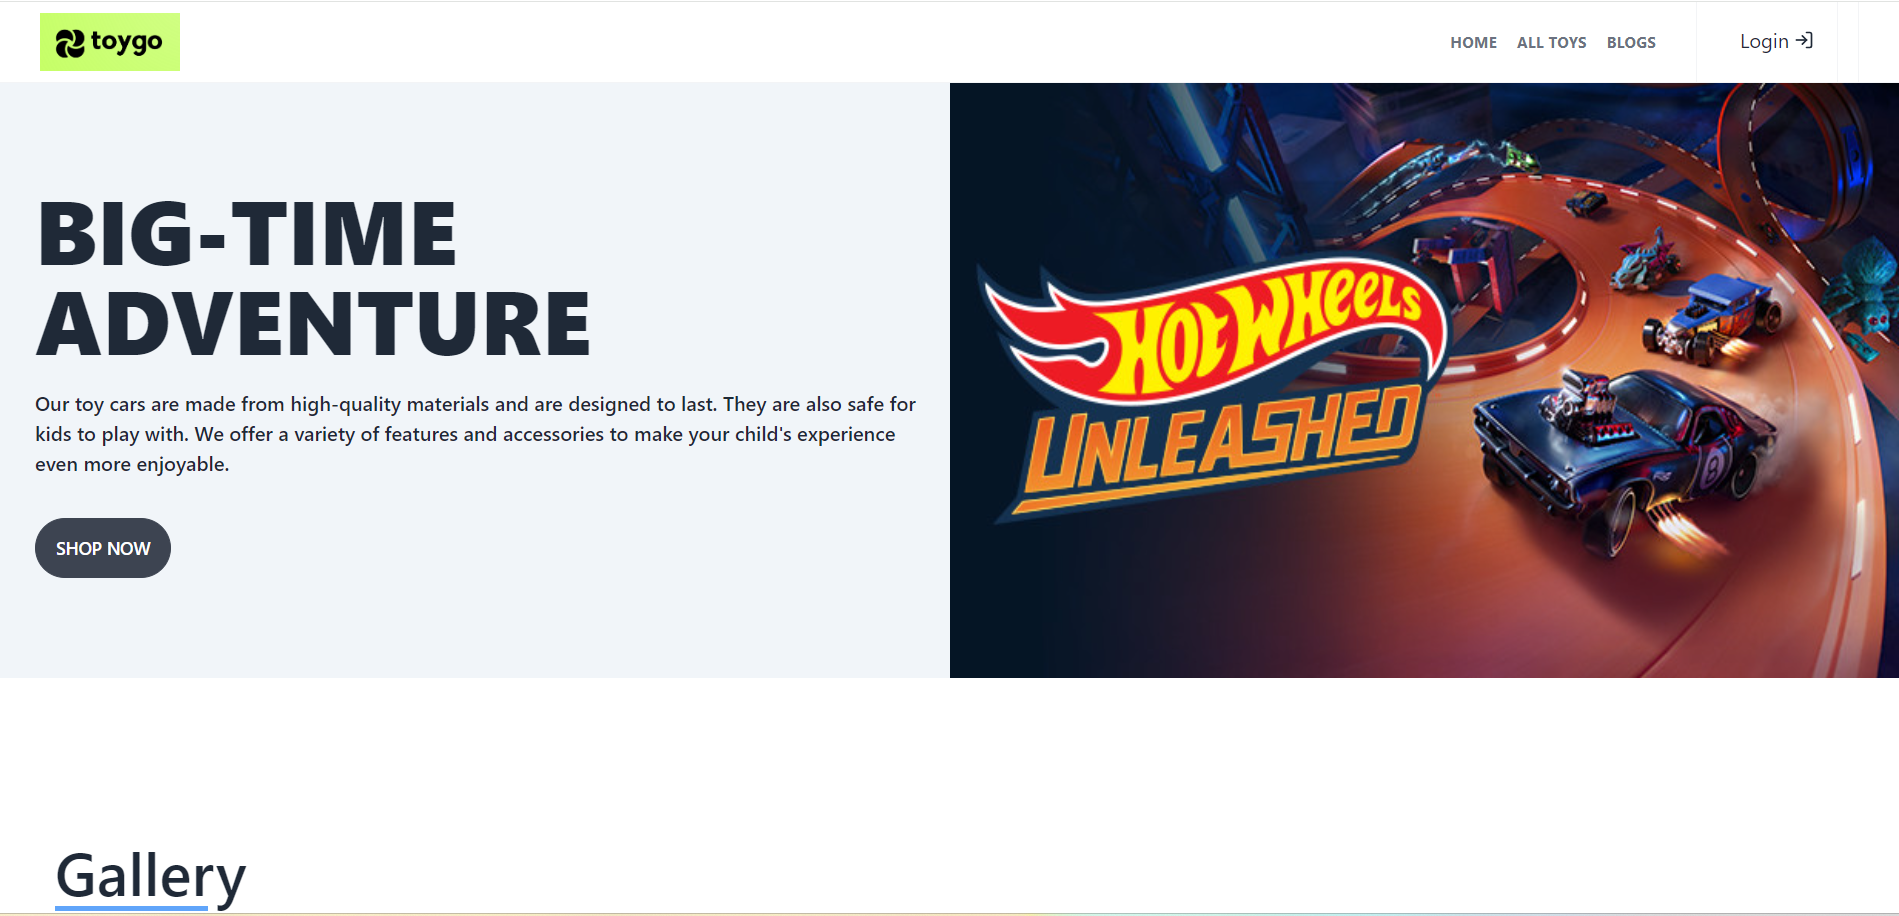 toygo
HOME ALL TOYS BLOGS Login
BIG-TIME
ADVENTURE
Our toy cars are made from high-quality materials and are designed to last. They are also safe for
kids to play with. We offer a variety of features and accessories to make your child's experience
even more enjoyable.
SHOP NOW
HOT WHEELS
UNLEASHED
Gallery